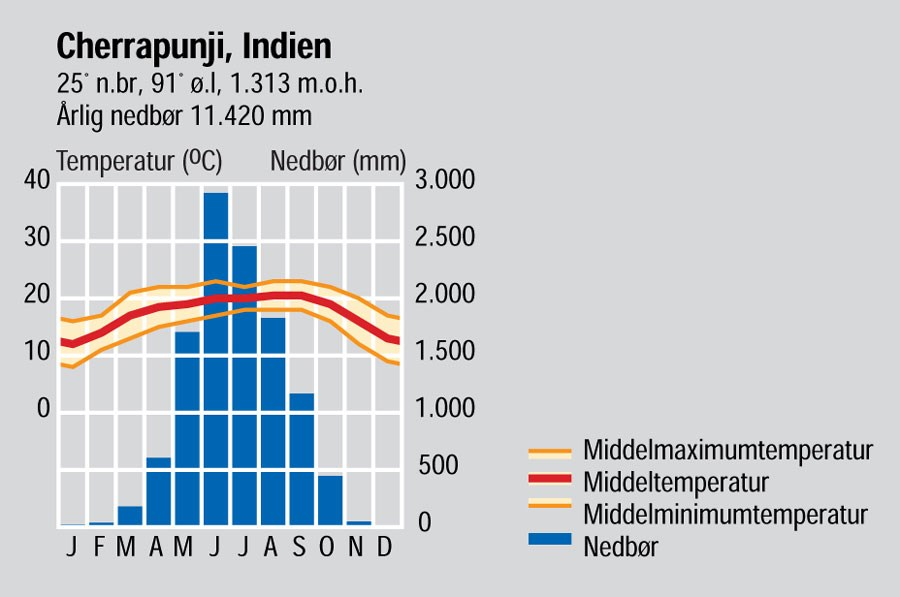 Cherrapunji, Indien
25° n.br, 91° ø.l, 1.313 m.o.h.
Årlig nedbør 11.420 mm
Temperatur (ºC) Nedbør (mm)
40 3.000
30 2.500
20 2.000
10 1.500
0 1.000
500
0
J F M A M J J A S O N D
Middelmaximumtemperatur
Middeltemperatur
Middelminimumtemperatur
Nedbør